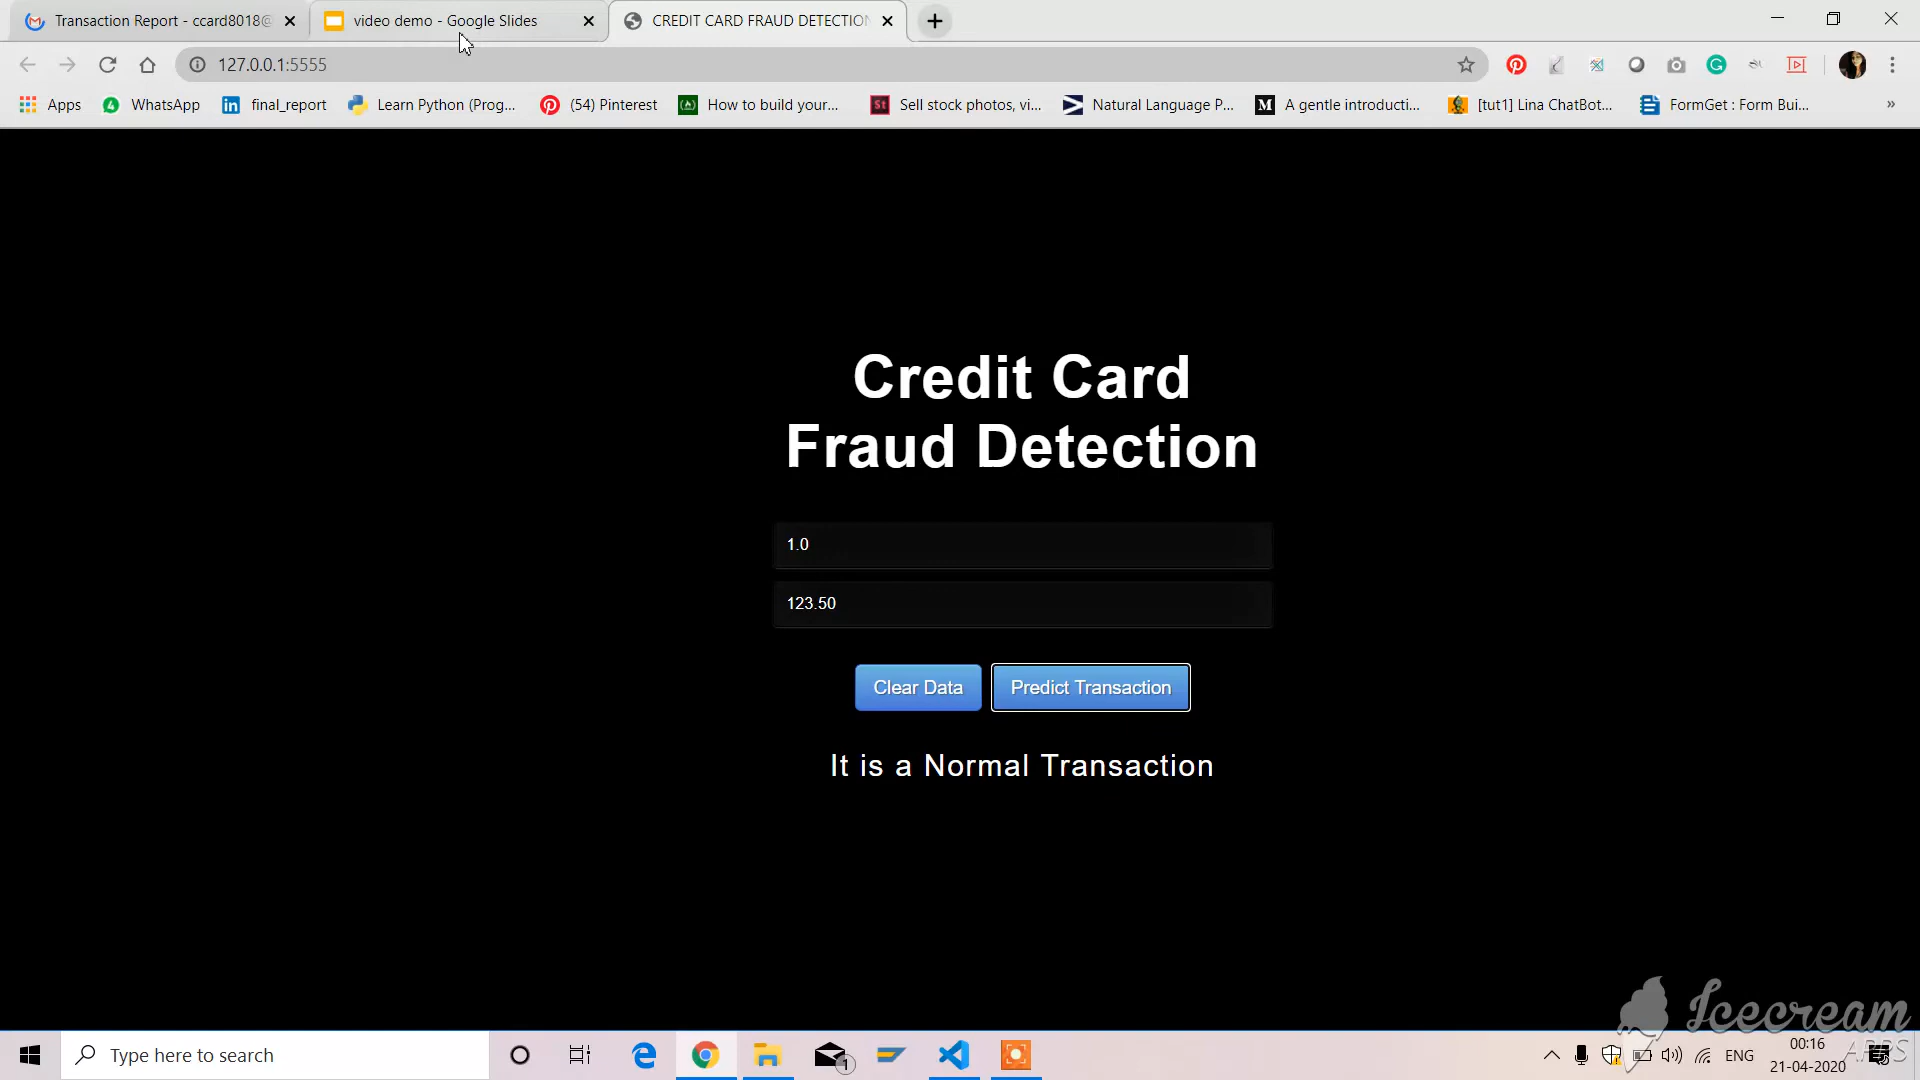 Transaction Report - ccard8018@
video demo - Google Slides
CREDIT CARD FRAUD DETECTION
127.0.0.1:5555
Apps
WhatsApp
final_report
Learn Python (Prog...
(54) Pinterest
How to build your...
Sell stock photos, vi...
Natural Language P...
A gentle introducti...
[tut1] Lina ChatBot...
FormGet : Form Bui...
Credit Card
Fraud Detection
1.0
123.50
Clear Data
Predict Transaction
It is a Normal Transaction
Icecream
APPS
Type here to search
1
ENG
00:16
21-04-2020